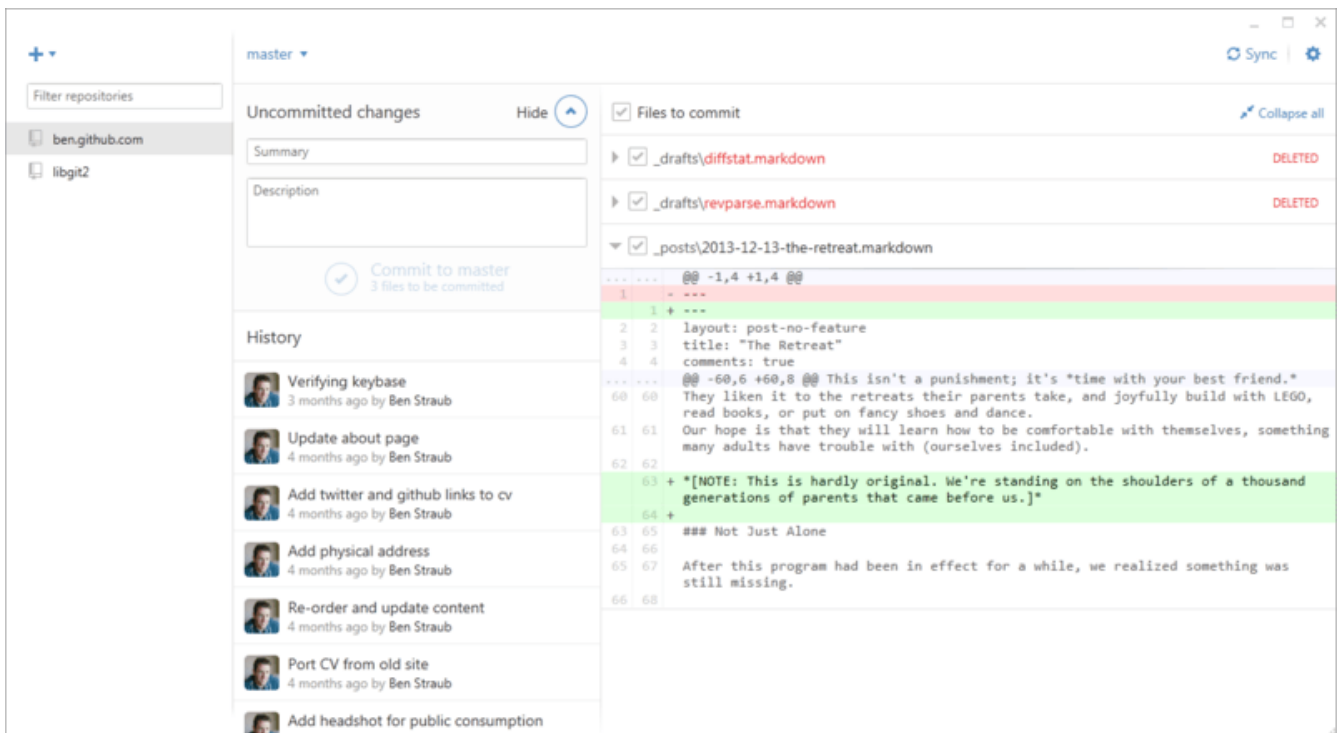 master
Sync
Filter repositories
ben.github.com
libgit2
Uncommitted changes
Hide
Summary
Description
Commit to master
3 files to be committed
History
Verifying keybase
3 months ago by Ben Straub
Update about page
4 months ago by Ben Straub
Add twitter and github links to cv
4 months ago by Ben Straub
Add physical address
4 months ago by Ben Straub
Re-order and update content
4 months ago by Ben Straub
Port CV from old site
4 months ago by Ben Straub
Add headshot for public consumption
Files to commit
Collapse all
_drafts\diffstat.markdown DELETED
_drafts\revparse.markdown DELETED
_posts\2013-12-13-the-retreat.markdown
... ... @@ -1,4 +1,4 @@
1 - ---
1 + ---
2 2 layout: post-no-feature
3 3 title: "The Retreat"
4 4 comments: true
... ... @@ -60,6 +60,8 @@ This isn't a punishment; it's *time with your best friend.*
60 60 They liken it to the retreats their parents take, and joyfully build with LEGO,
read books, or put on fancy shoes and dance.
61 61 Our hope is that they will learn how to be comfortable with themselves, something
many adults have trouble with (ourselves included).
62 62
63 + *[NOTE: This is hardly original. We're standing on the shoulders of a thousand
generations of parents that came before us.]*
64 +
63 65 ### Not Just Alone
64 66
65 67 After this program had been in effect for a while, we realized something was
still missing.
66 68